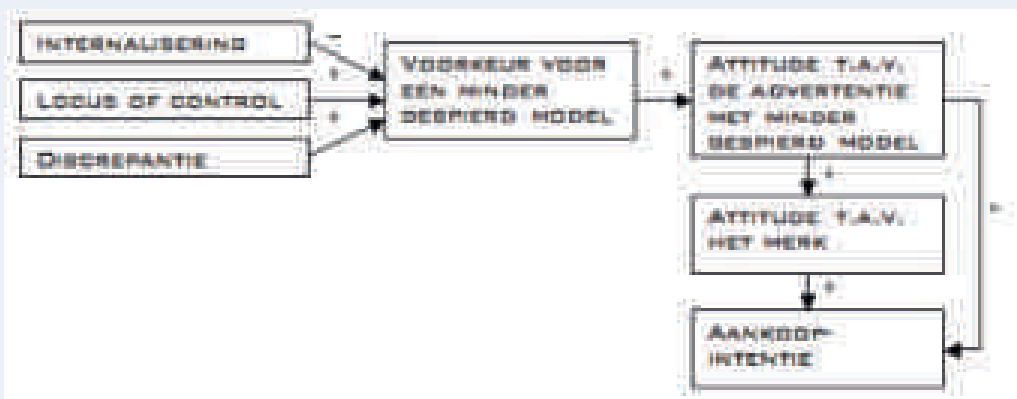 INTERNALISERING
-
LOCUS OF CONTROL
+
DISCREPANTIE
+
VOORKEUR VOOR
EEN MINDER
GESPIERD MODEL
+
ATTITUDE T.A.V.
DE ADVERTENTIE
MET MINDER
GESPIERD MODEL
+
ATTITUDE T.A.V.
HET MERK
+
AANKOOP-
INTENTIE